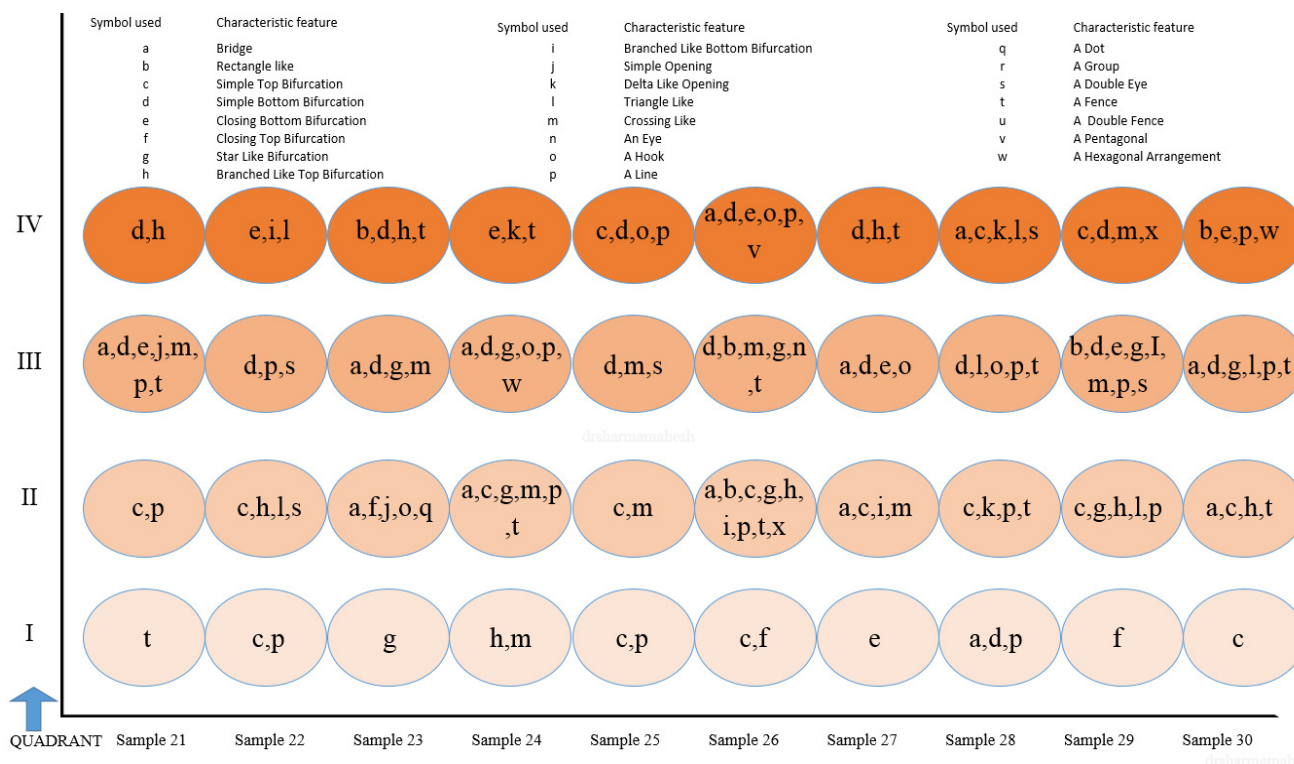 Symbol used Characteristic feature
a Bridge
b Rectangle like
c Simple Top Bifurcation
d Simple Bottom Bifurcation
e Closing Bottom Bifurcation
f Closing Top Bifurcation
g Star Like Bifurcation
h Branched Like Top Bifurcation
Symbol used Characteristic feature
i Branched Like Bottom Bifurcation
j Simple Opening
k Delta Like Opening
l Triangle Like
m Crossing Like
n An Eye
o A Hook
p A Line
Symbol used Characteristic feature
q A Dot
r A Group
s A Double Eye
t A Fence
u A Double Fence
v A Pentagonal
w A Hexagonal Arrangement
IV
d,h
e,i,l
b,d,h,t
e,k,t
c,d,o,p
a,d,e,o,p,
v
d,h,t
a,c,k,l,s
c,d,m,x
b,e,p,w
III
a,d,e,j,m,
p,t
d,p,s
a,d,g,m
a,d,g,o,p,
w
d,m,s
d,b,m,g,n
,t
a,d,e,o
d,l,o,p,t
b,d,e,g,I,
m,p,s
a,d,g,l,p,t
drsharmamahesh
II
c,p
c,h,l,s
a,f,j,o,q
a,c,g,m,p
,t
c,m
a,b,c,g,h,
i,p,t,x
a,c,i,m
c,k,p,t
c,g,h,l,p
a,c,h,t
I
t
c,p
g
h,m
c,p
c,f
e
a,d,p
f
c
QUADRANT Sample 21 Sample 22 Sample 23 Sample 24 Sample 25 Sample 26 Sample 27 Sample 28 Sample 29 Sample 30
drsharmamah